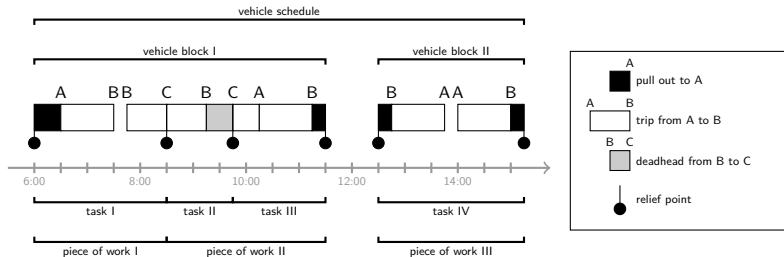 vehicle schedule
vehicle block I
vehicle block II
A B B C B C A B B A A B
6:00 8:00 10:00 12:00 14:00
task I task II task III task IV
piece of work I piece of work II piece of work III
A
pull out to A
A B
trip from A to B
B C
deadhead from B to C
relief point